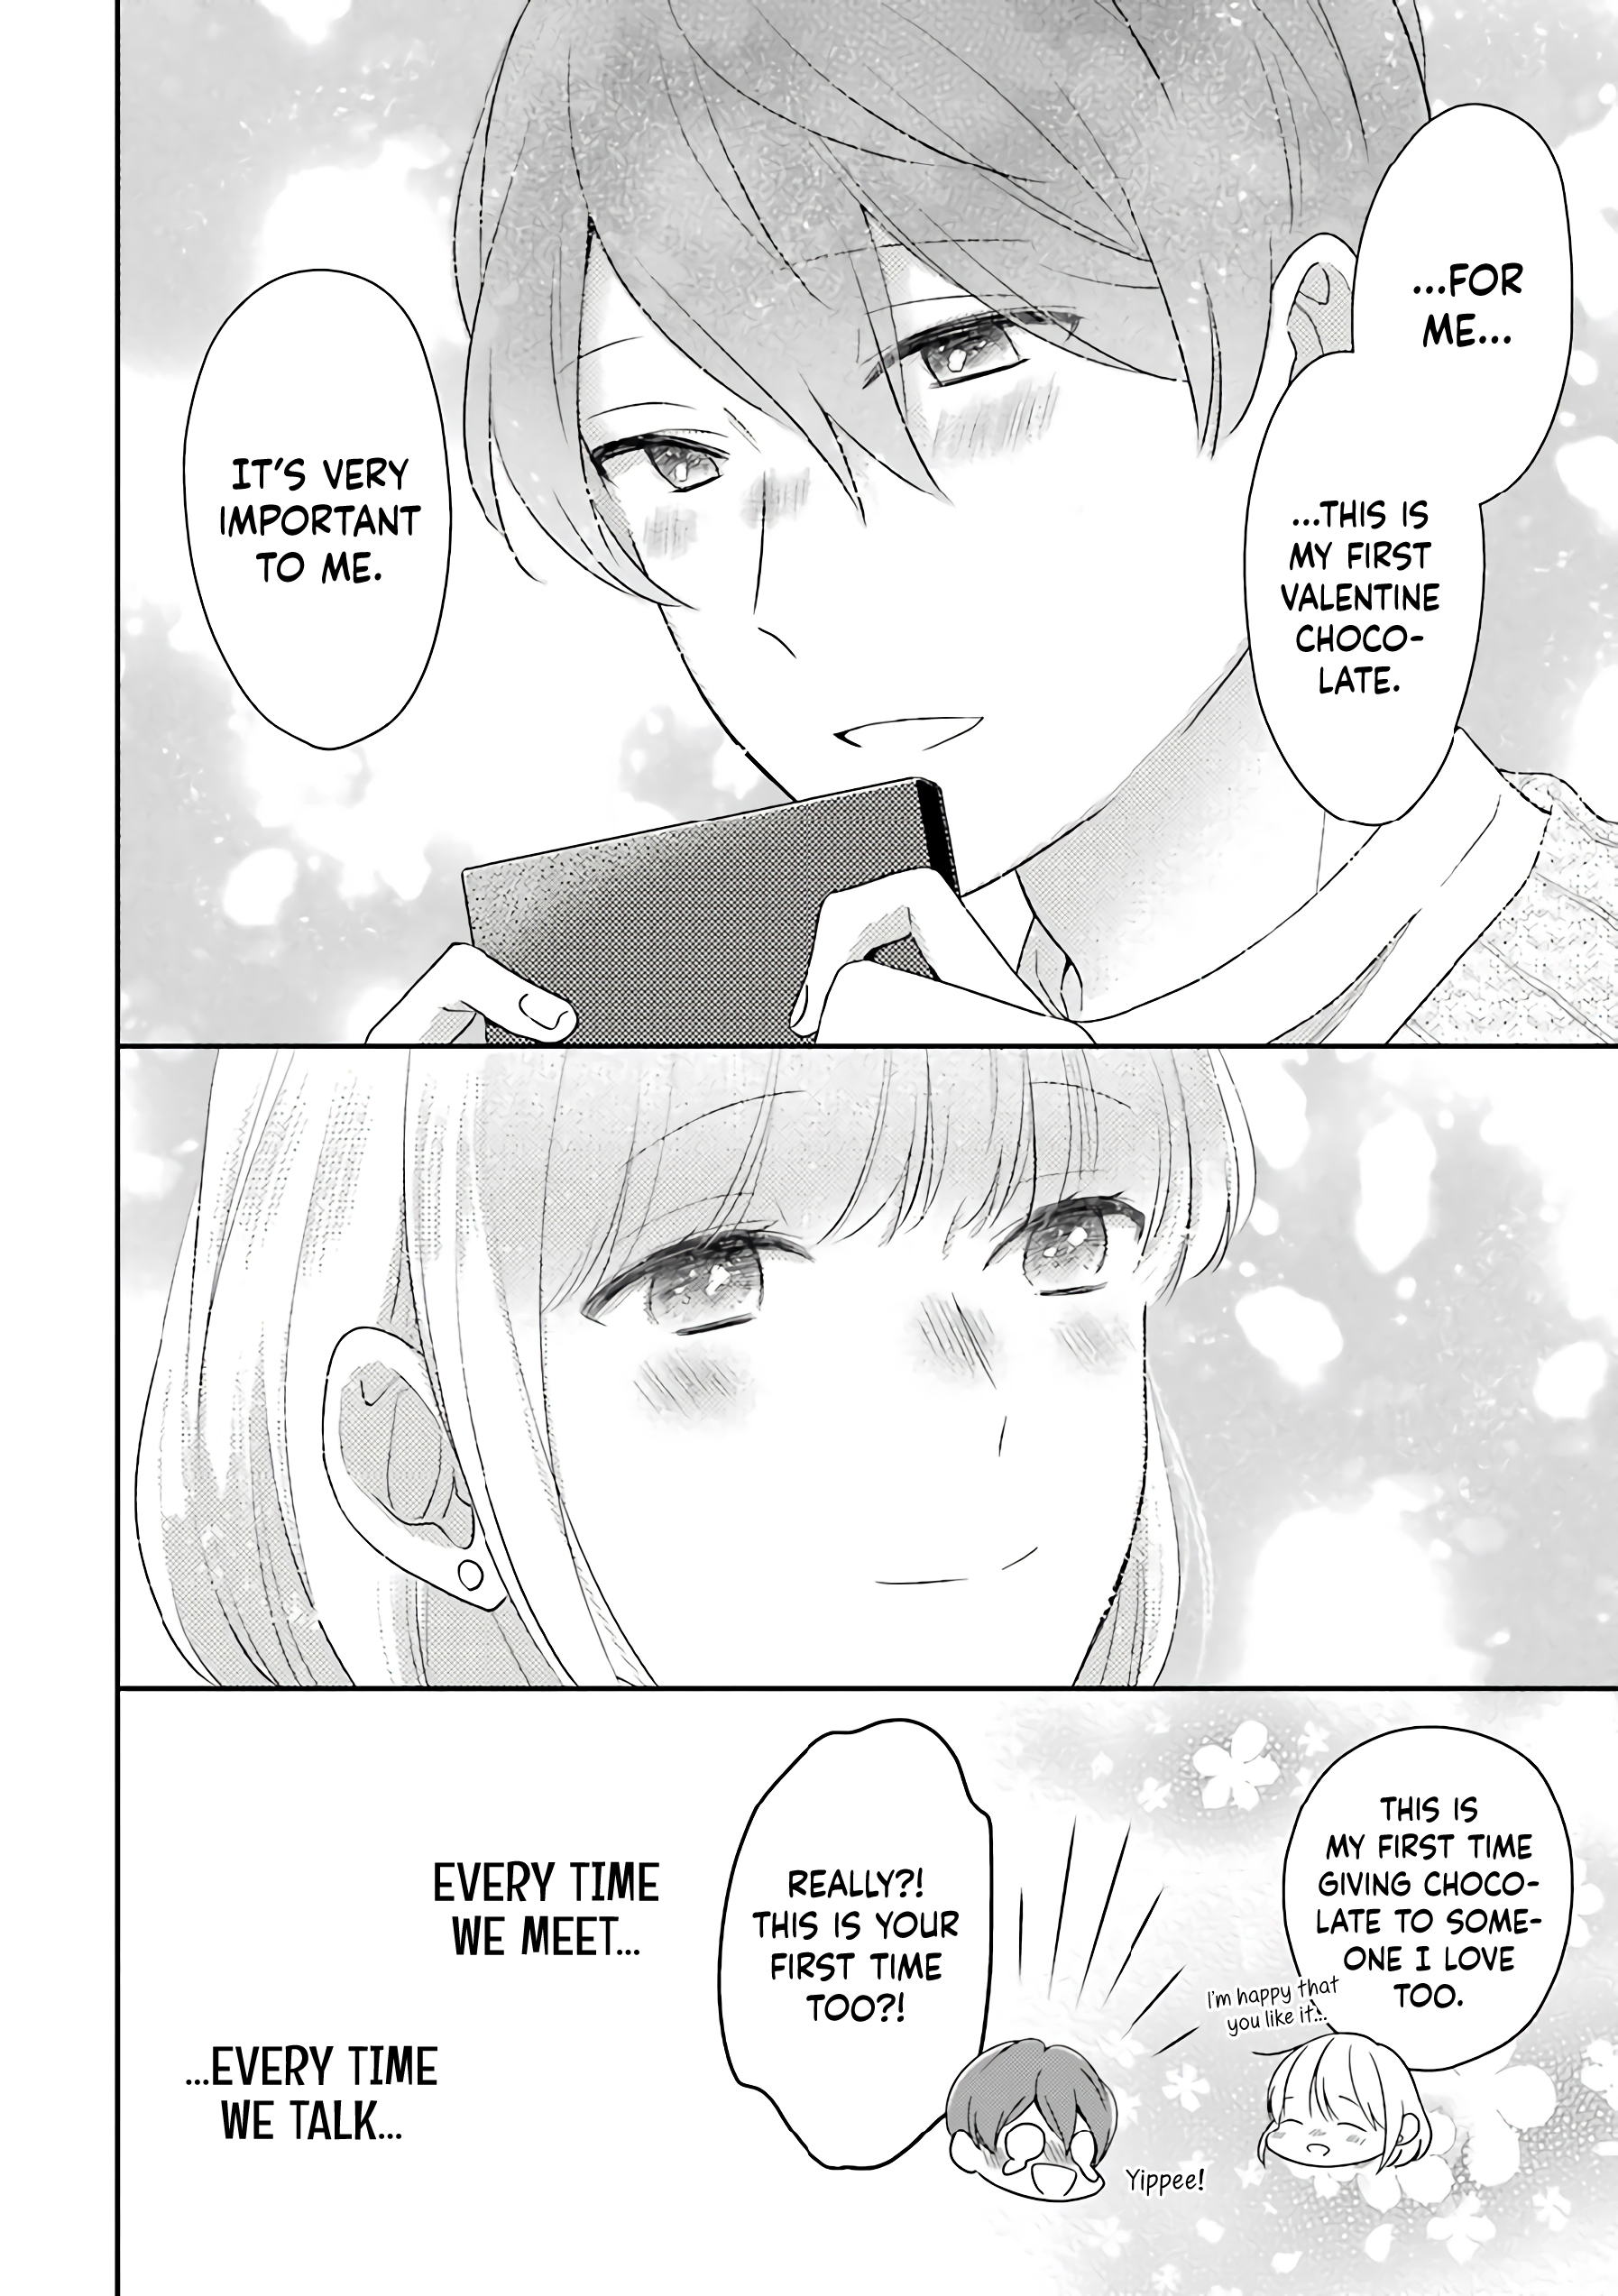 ...FOR
ME...
...THIS IS
MY FIRST
VALENTINE
CHOCO-
LATE.
IT'S VERY
IMPORTANT
TO ME.
THIS IS
MY FIRST TIME
GIVING CHOCO-
LATE TO SOME-
ONE I LOVE
TOO.
I'm happy that
you like it...
REALLY?!
THIS IS YOUR
FIRST TIME
TOO?!
Yippee!
EVERY TIME
WE MEET...
...EVERY TIME
WE TALK...